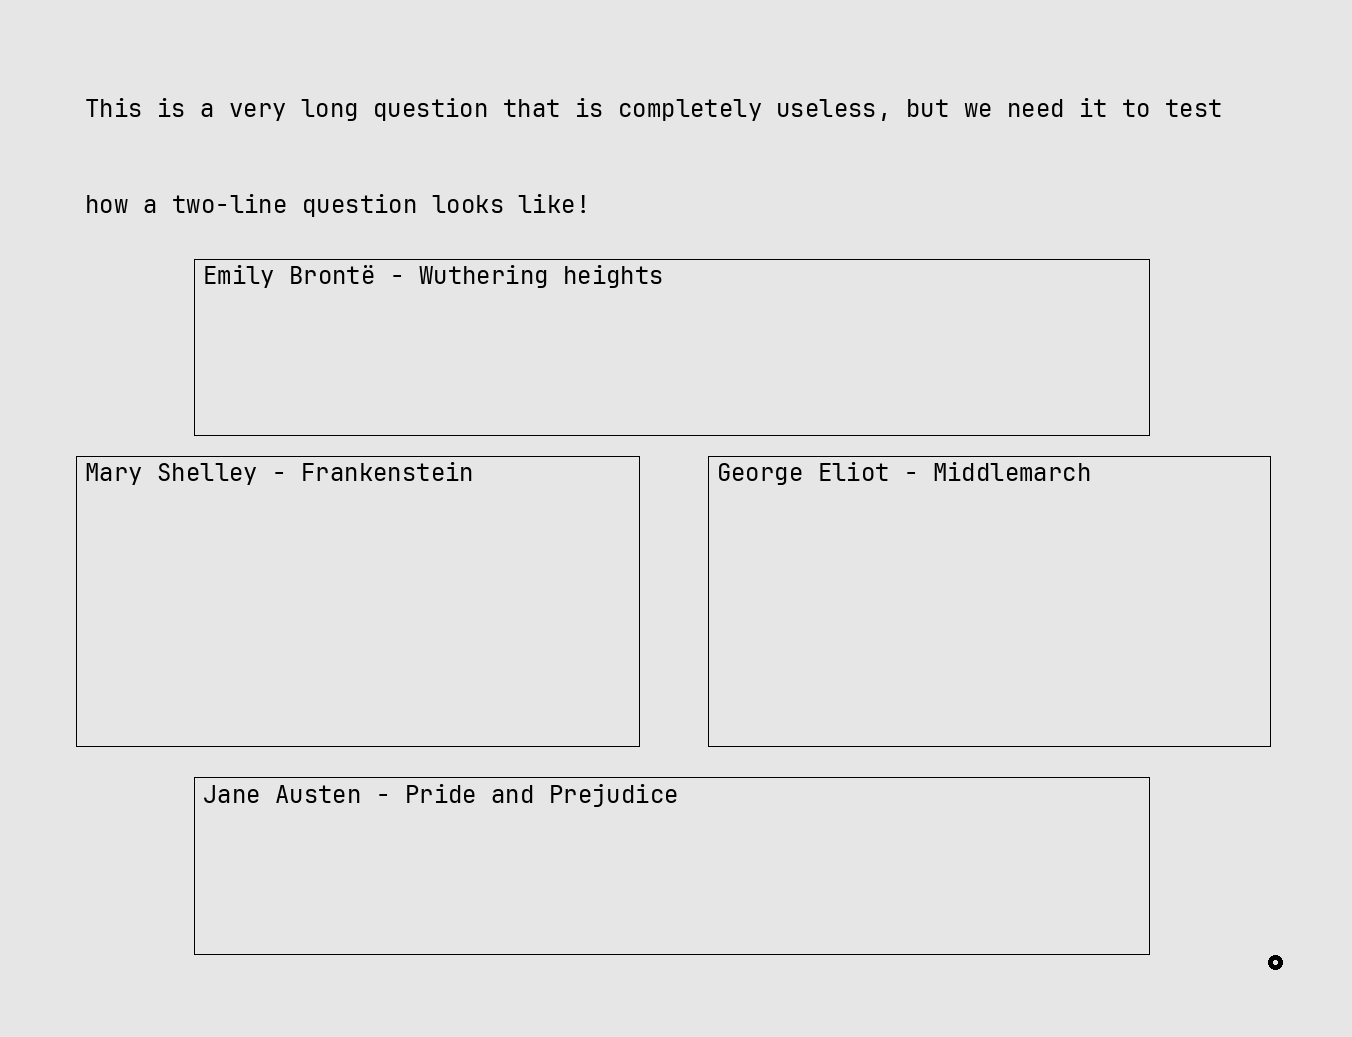 This is a very long question that is completely useless, but we need it to test
how a two-line question looks like!
Emily Brontë - Wuthering heights
Mary Shelley - Frankenstein
George Eliot - Middlemarch
Jane Austen - Pride and Prejudice